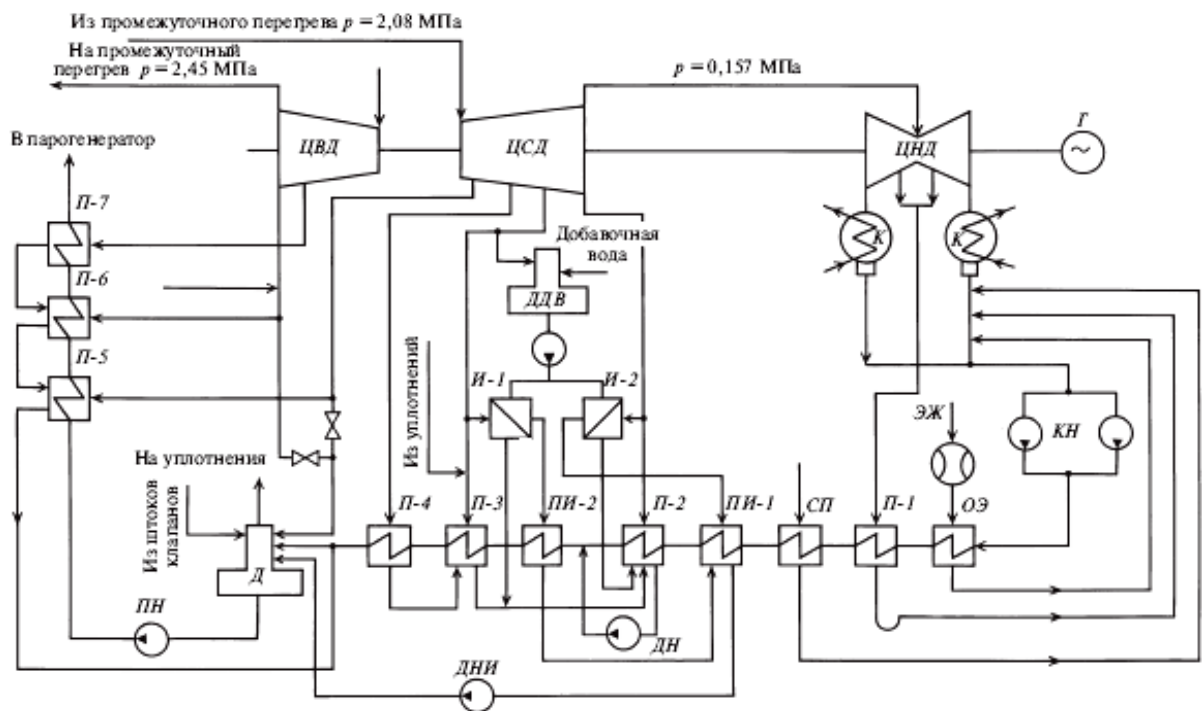 Из промежуточного перегрева p = 2,08 МПа
На промежуточный
перегрев p = 2,45 МПа
p = 0,157 МПа
В парогенератор
ЦВД
ЦСД
ЦНД
Г
~
П-7
К
К
Добавочная
вода
П-6
ДДВ
П-5
И-1
И-2
Из уплотнений
ЭЖ
КН
На уплотнения
Из штоков
клапанов
П-4
П-3
ПИ-2
П-2
ПИ-1
СП
П-1
ОЭ
Д
ПН
ДН
ДНИ